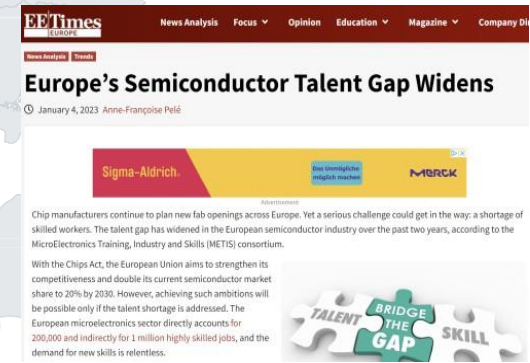 EETimes
EUROPE
News Analysis Focus Opinion Education Magazine Company Di
News Analysis Trends
Europe's Semiconductor Talent Gap Widens
January 4, 2023 Anne-Françoise Pelé
Sigma-Aldrich.
Das Unmögliche
möglich machen
MERCK
Advertisement
Chip manufacturers continue to plan new fab openings across Europe. Yet a serious challenge could get in the way: a shortage of
skilled workers. The talent gap has widened in the European semiconductor industry over the past two years, according to the
MicroElectronics Training, Industry and Skills (METIS) consortium.
With the Chips Act, the European Union aims to strengthen its
competitiveness and double its current semiconductor market
share to 20% by 2030. However, achieving such ambitions will
be possible only if the talent shortage is addressed. The
European microelectronics sector directly accounts for
200,000 and indirectly for 1 million highly skilled jobs, and the
demand for new skills is relentless.
TALENT
BRIDGE
THE
GAP
SKILL